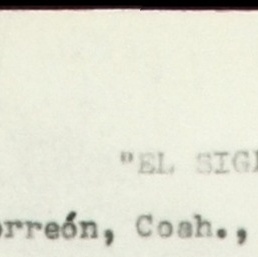 "EL SIG
orreón, Coah.,